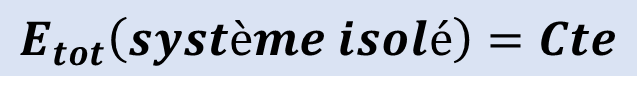 E_tot(système isolé) = Cte